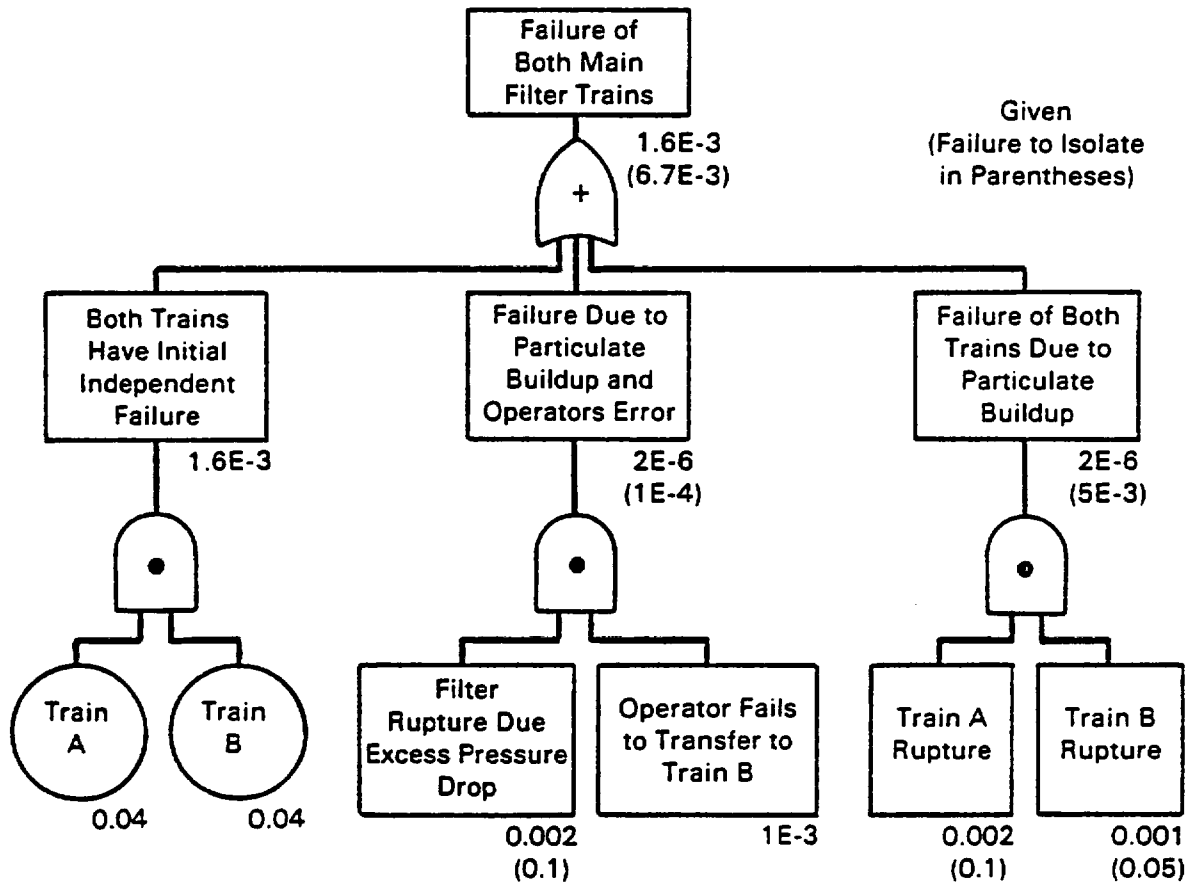 Failure of
Both Main
Filter Trains
Given
(Failure to Isolate
in Parentheses)
1.6E-3
(6.7E-3)
+
Both Trains
Have Initial
Independent
Failure
1.6E-3
Failure Due to
Particulate
Buildup and
Operators Error
2E-6
(1E-4)
Failure of Both
Trains Due to
Particulate
Buildup
2E-6
(5E-3)
Train
A
0.04
Train
B
0.04
Filter
Rupture Due
Excess Pressure
Drop
0.002
(0.1)
Operator Fails
to Transfer to
Train B
1E-3
Train A
Rupture
0.002
(0.1)
Train B
Rupture
0.001
(0.05)